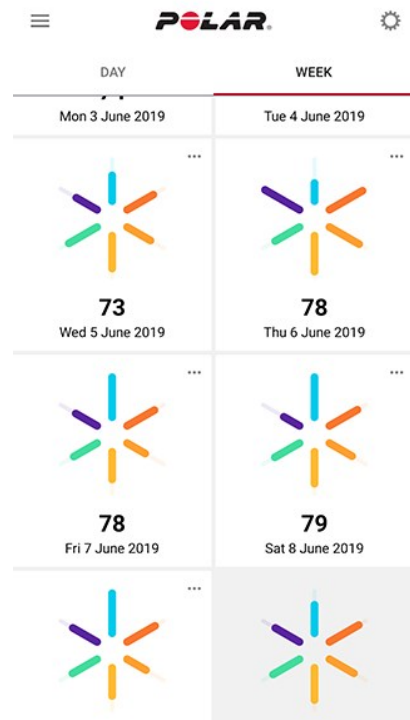 POLAR
DAY WEEK
Mon 3 June 2019 Tue 4 June 2019
73 78
Wed 5 June 2019 Thu 6 June 2019
78 79
Fri 7 June 2019 Sat 8 June 2019